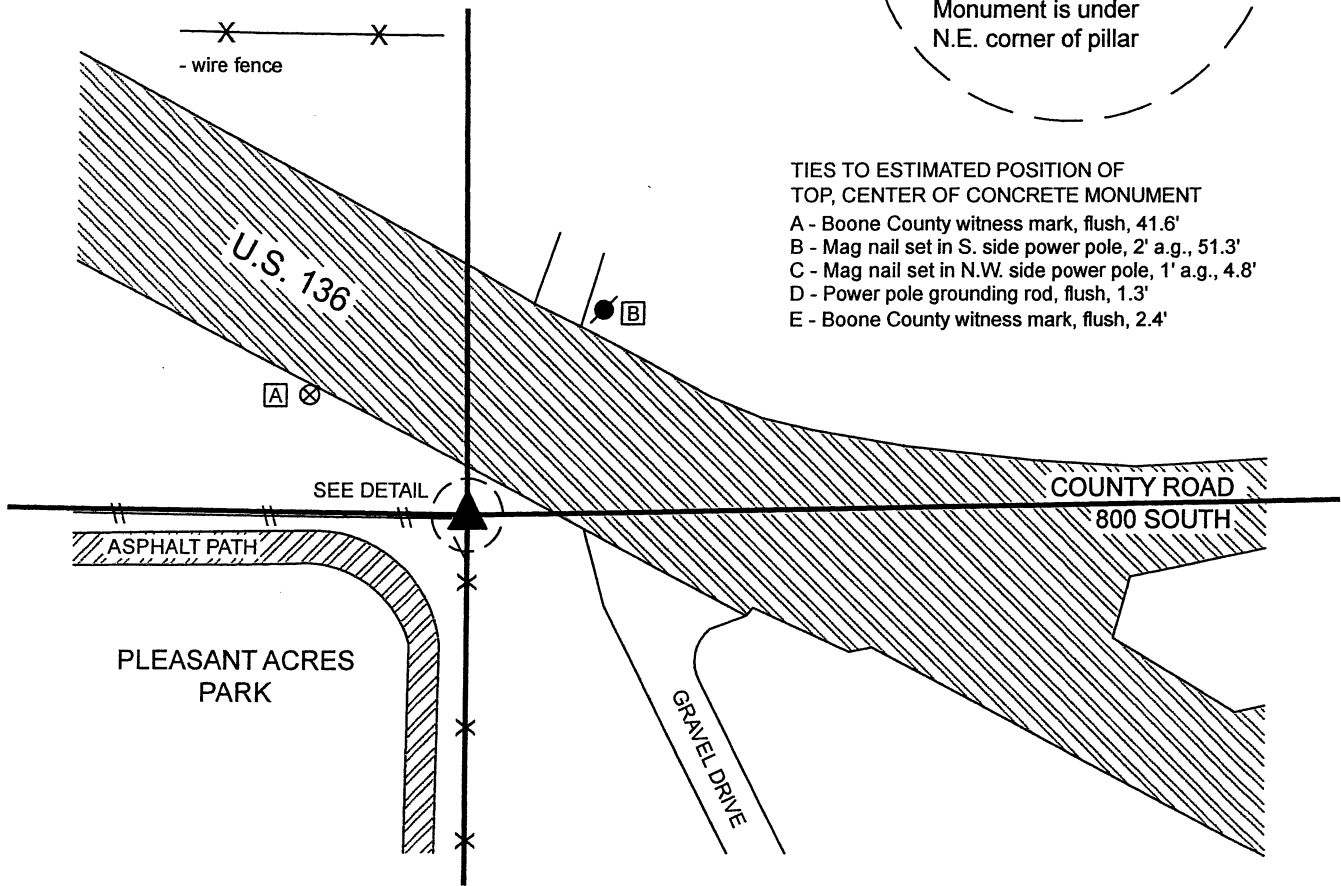 Monument is under
N.E. corner of pillar
X X
- wire fence
TIES TO ESTIMATED POSITION OF
TOP, CENTER OF CONCRETE MONUMENT
A - Boone County witness mark, flush, 41.6'
B - Mag nail set in S. side power pole, 2' a.g., 51.3'
C - Mag nail set in N.W. side power pole, 1' a.g., 4.8'
D - Power pole grounding rod, flush, 1.3'
E - Boone County witness mark, flush, 2.4'
U.S. 136
B
A
SEE DETAIL
COUNTY ROAD
800 SOUTH
ASPHALT PATH
PLEASANT ACRES
PARK
GRAVEL DRIVE